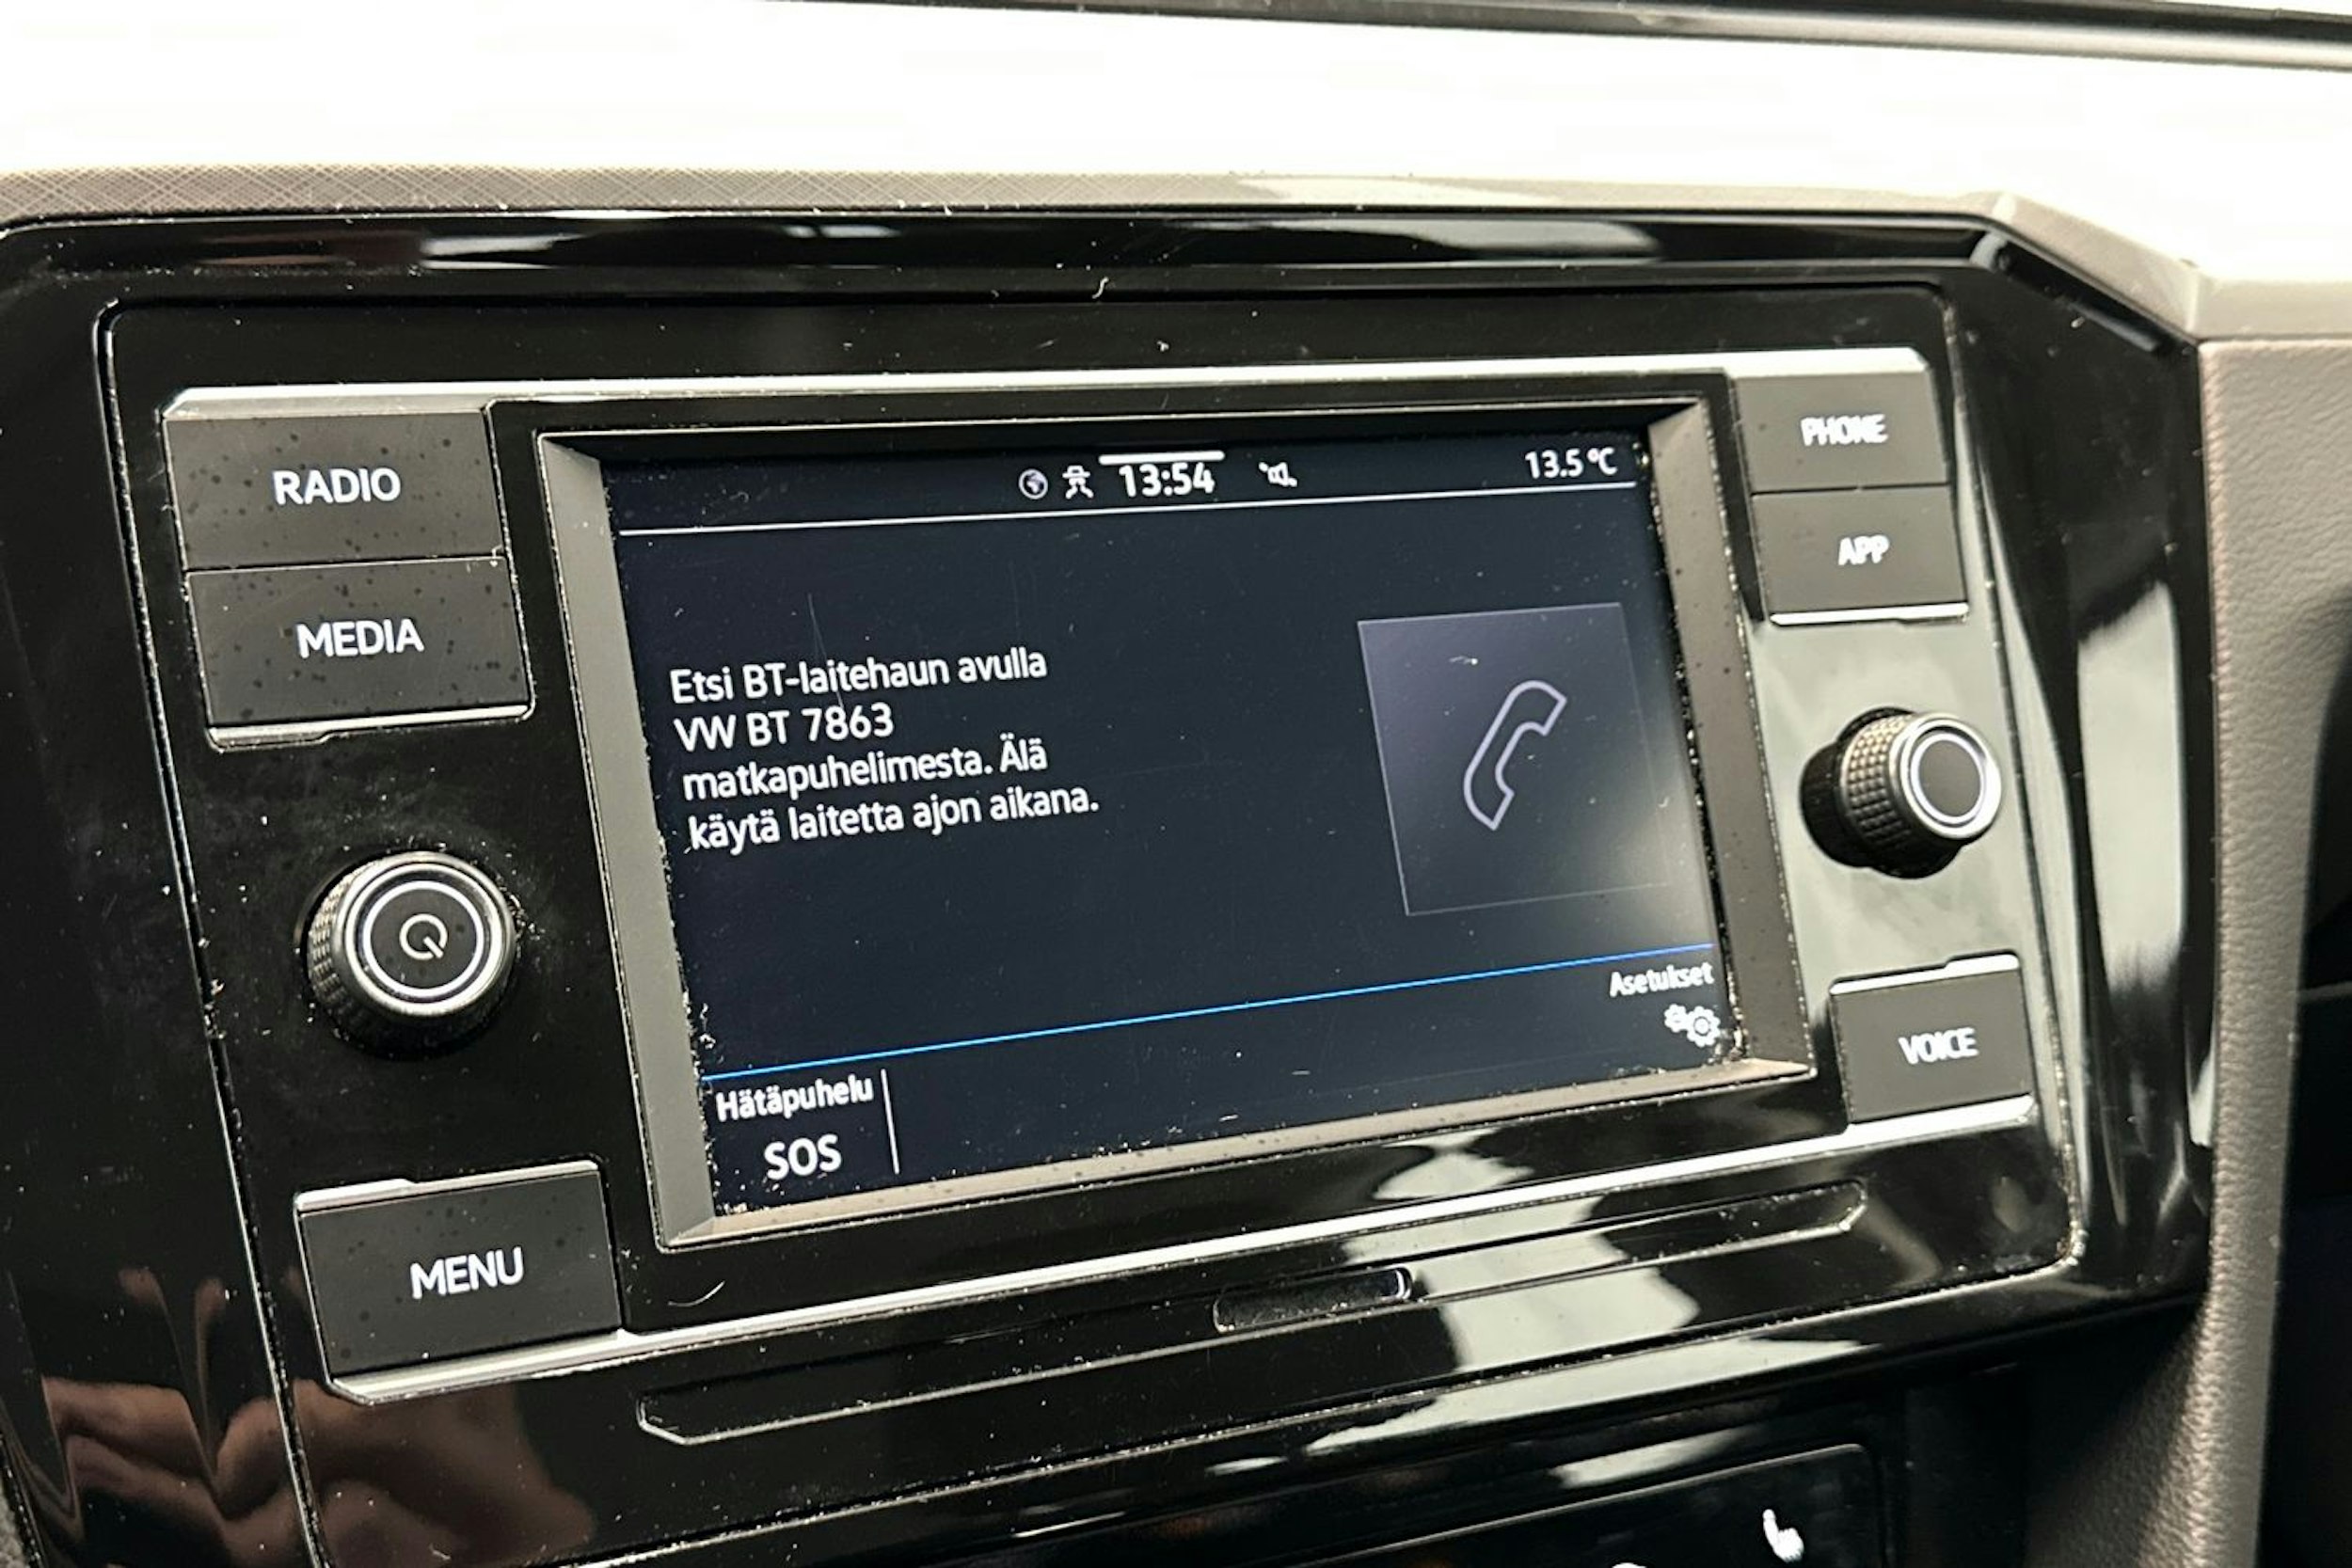 RADIO
MEDIA
MENU
13:54
13.5 °C
Etsi BT-laitehaun avulla
VW BT 7863
matkapuhelimesta. Älä
käytä laitetta ajon aikana.
Asetukset
Hätäpuhelu
SOS
PHONE
APP
VOICE